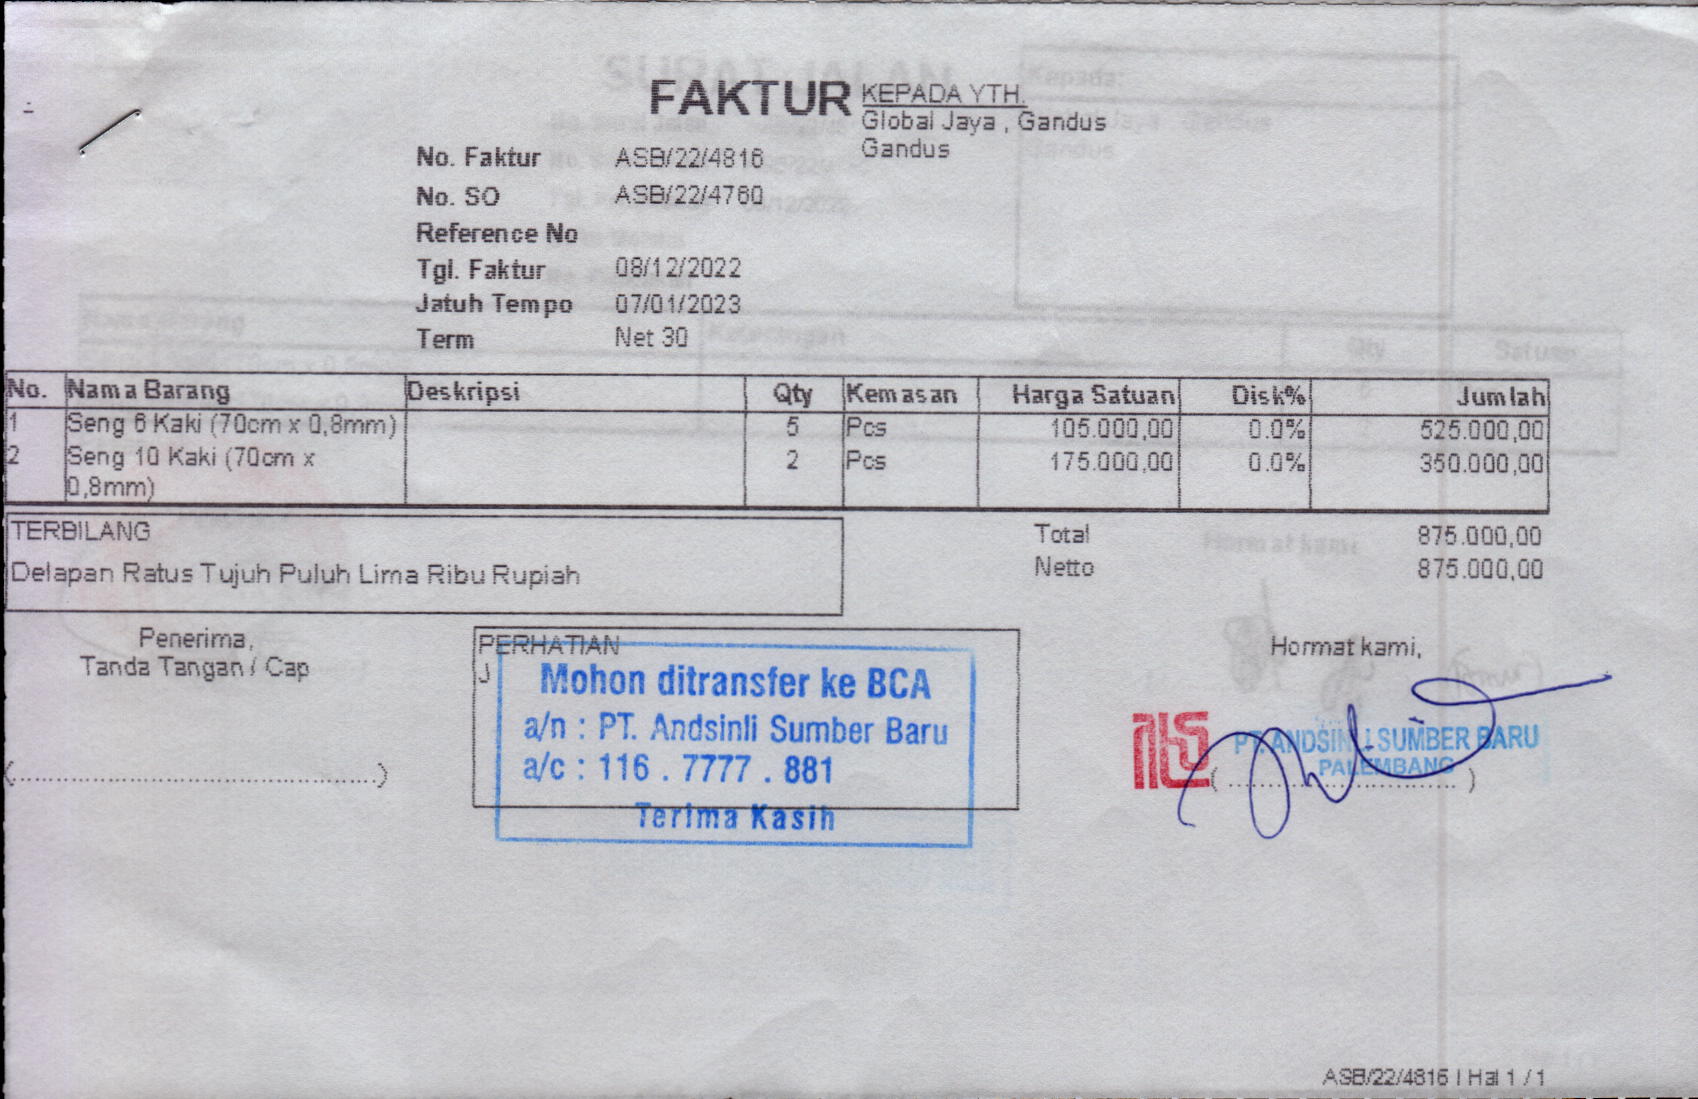 FAKTUR
KEPADA YTH.
Global Jaya , Gandus
Gandus
No. Faktur ASB/22/4816
No. SO ASB/22/4760
Reference No
Tgl. Faktur 08/12/2022
Jatuh Tempo 07/01/2023
Term Net 30
No. Nama Barang Deskripsi Qty Kemasan Harga Satuan Disk% Jumlah
1 Seng 6 Kaki (70cm x 0,8mm) 5 Pcs 105.000,00 0.0% 525.000,00
2 Seng 10 Kaki (70cm x 2 Pcs 175.000,00 0.0% 350.000,00
0,8mm)
TERBILANG
Delapan Ratus Tujuh Puluh Lima Ribu Rupiah
Total 875.000,00
Netto 875.000,00
Penerima,
Tanda Tangan / Cap
(....................................................)
PERHATIAN
J
Mohon ditransfer ke BCA
a/n : PT. Andsinli Sumber Baru
a/c : 116 . 7777 . 881
Terima Kasih
Hormat kami,
PT. ANDSINLI SUMBER BARU
PALEMBANG
(................................)
ASB/22/4816 | Hal 1 / 1